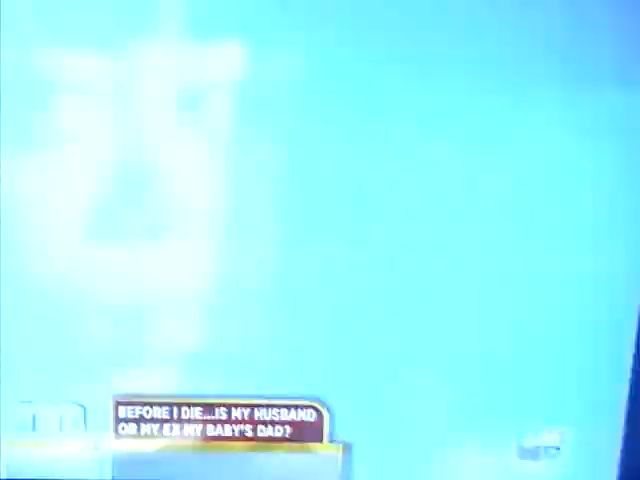 BEFORE I DIE...IS MY HUSBAND
OR MY EX MY BABY'S DAD?